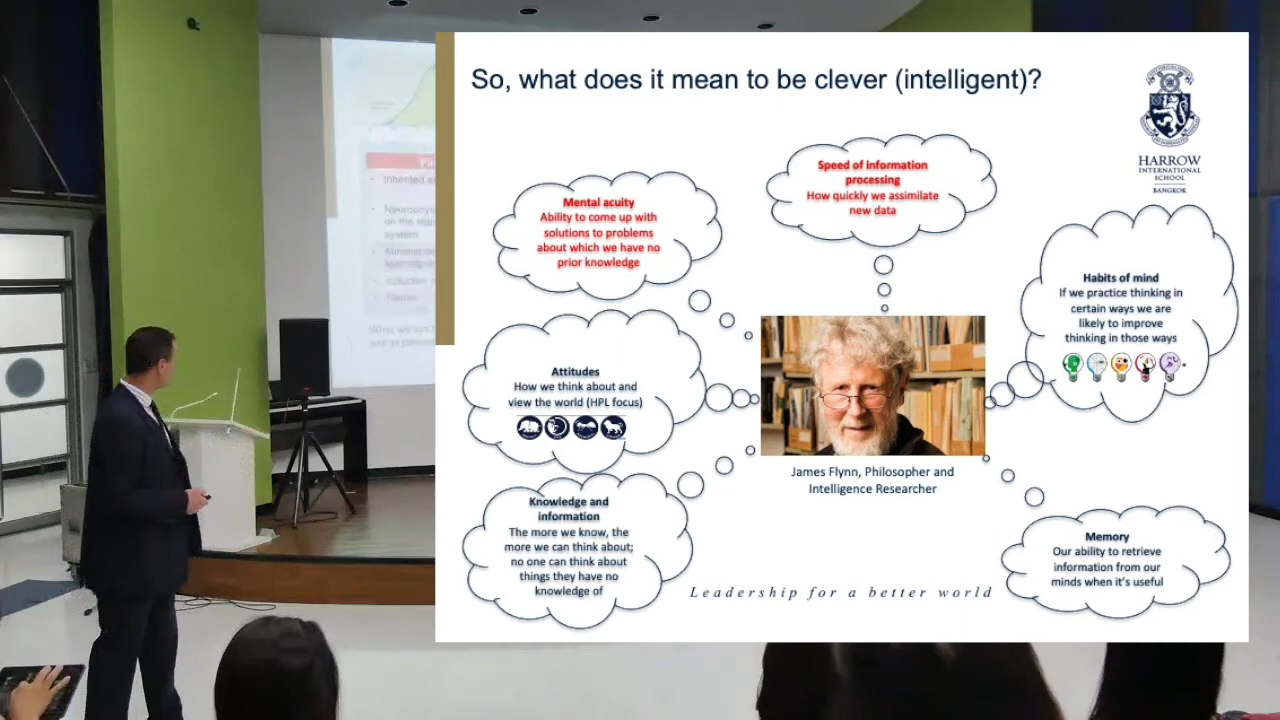 So, what does it mean to be clever (intelligent)?
HARROW
INTERNATIONAL
SCHOOL
BANGKOK
Speed of information
processing
How quickly we assimilate
new data
Mental acuity
Ability to come up with
solutions to problems
about which we have no
prior knowledge
Habits of mind
If we practice thinking in
certain ways we are
likely to improve
thinking in those ways
Attitudes
How we think about and
view the world (HPL focus)
James Flynn, Philosopher and
Intelligence Researcher
Knowledge and
information
The more we know, the
more we can think about;
no one can think about
things they have no
knowledge of
Memory
Our ability to retrieve
information from our
minds when it's useful
Leadership for a better world
Inherited
on the
system